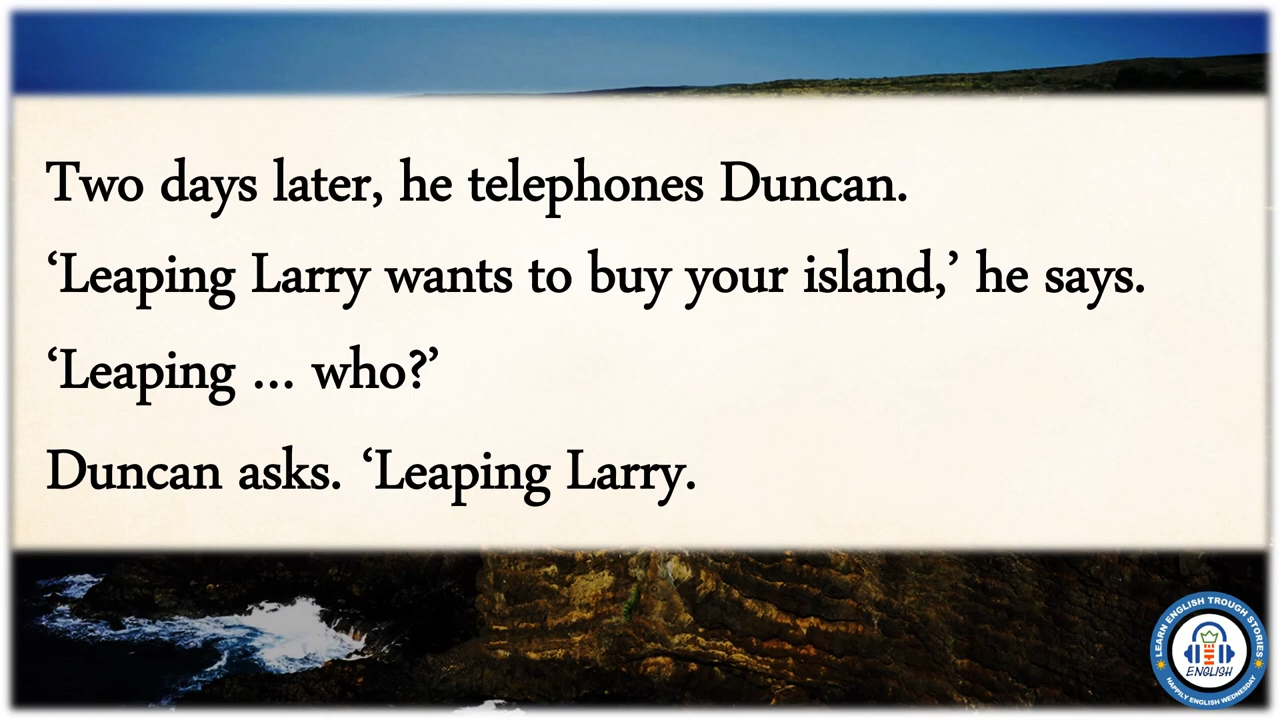 Two days later, he telephones Duncan.
‘Leaping Larry wants to buy your island,’ he says.
‘Leaping ... who?’
Duncan asks. ‘Leaping Larry.
LEARN ENGLISH TROUGH STORIES
ENGLISH
HAPPILY ENGLISH WEDNESDAY